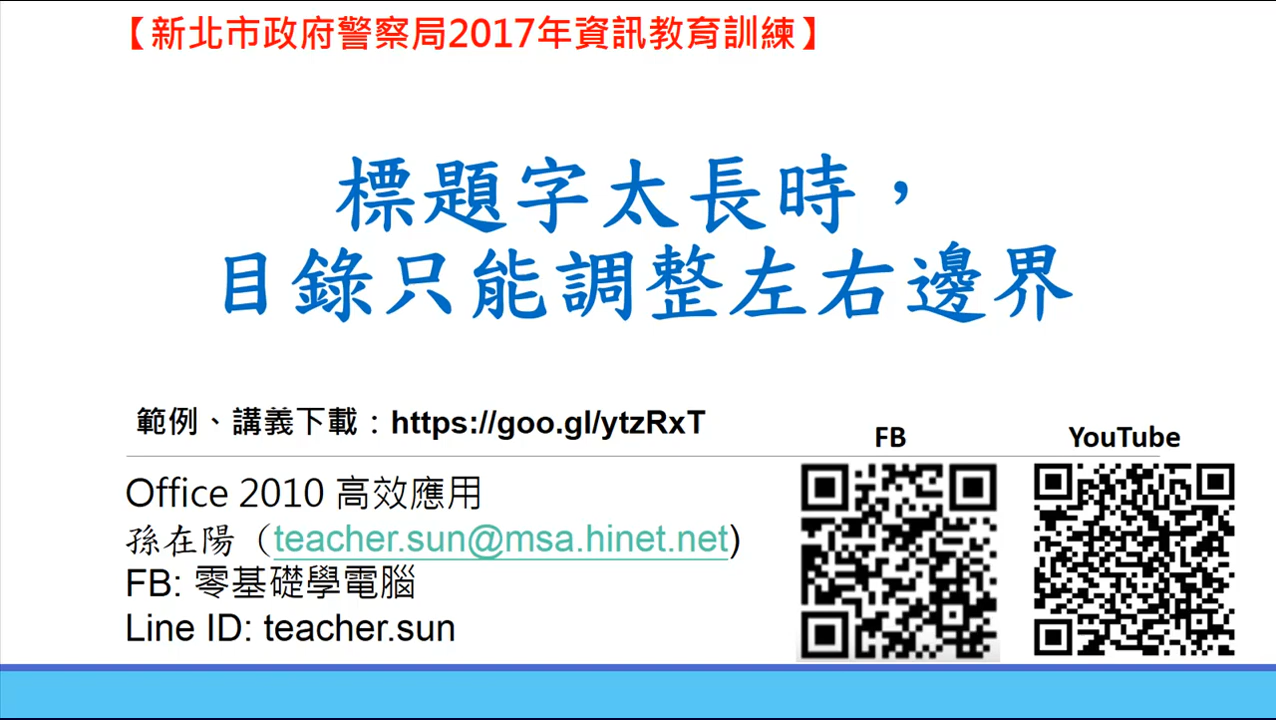 【新北市政府警察局2017年資訊教育訓練】
標題字太長時，
目錄只能調整左右邊界
範例、講義下載：https://goo.gl/ytzRxT
FB
YouTube
Office 2010 高效應用
孫在陽（teacher.sun@msa.hinet.net)
FB: 零基礎學電腦
Line ID: teacher.sun